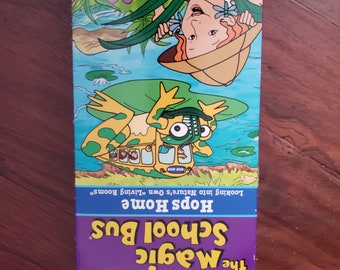 The Magic
School Bus
Hops Home
Looking into Nature's Own "Living Rooms"